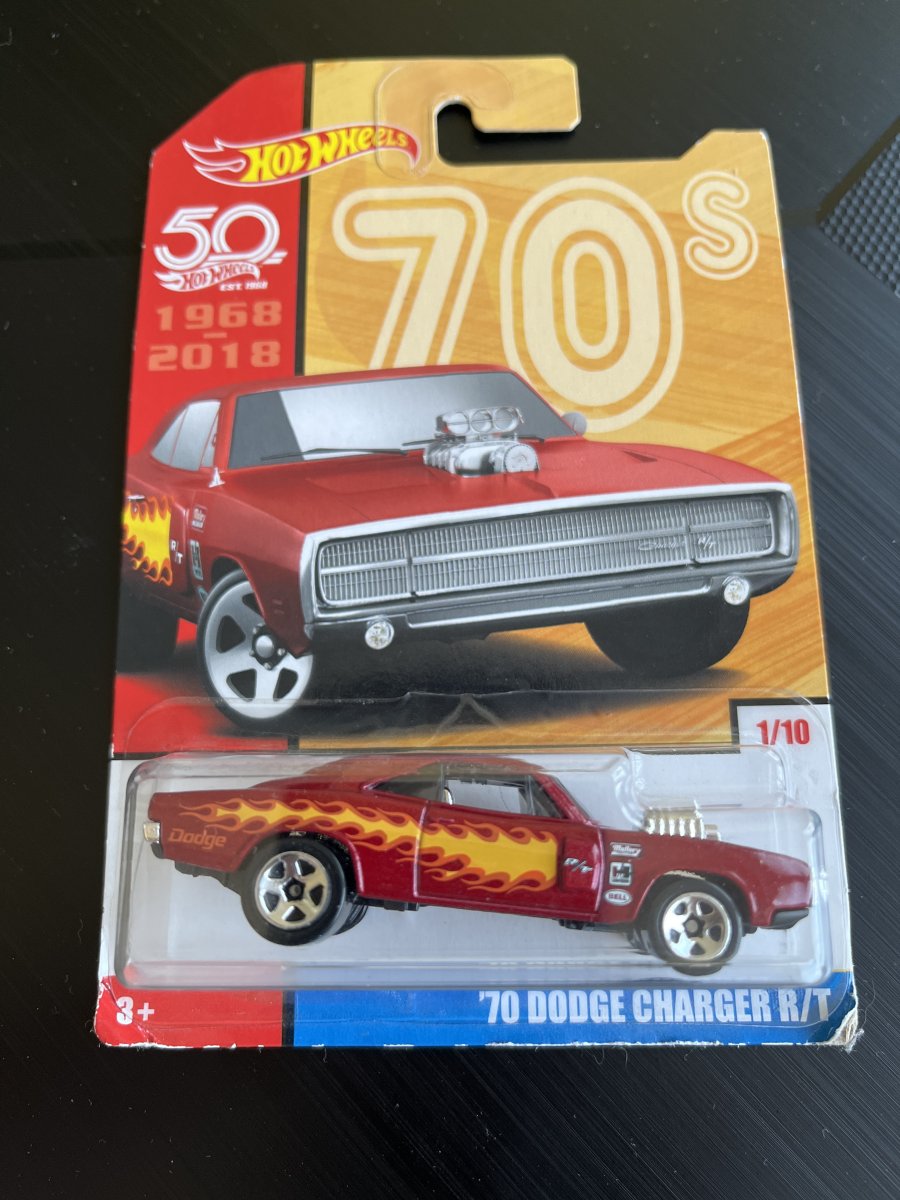 HOT WHEELS
70s
50
HOT WHEELS
EST. 1968
1968
2018
Mallory
R/T
1/10
Dodge
R/T
Mallory
BELL
3+
'70 DODGE CHARGER R/T